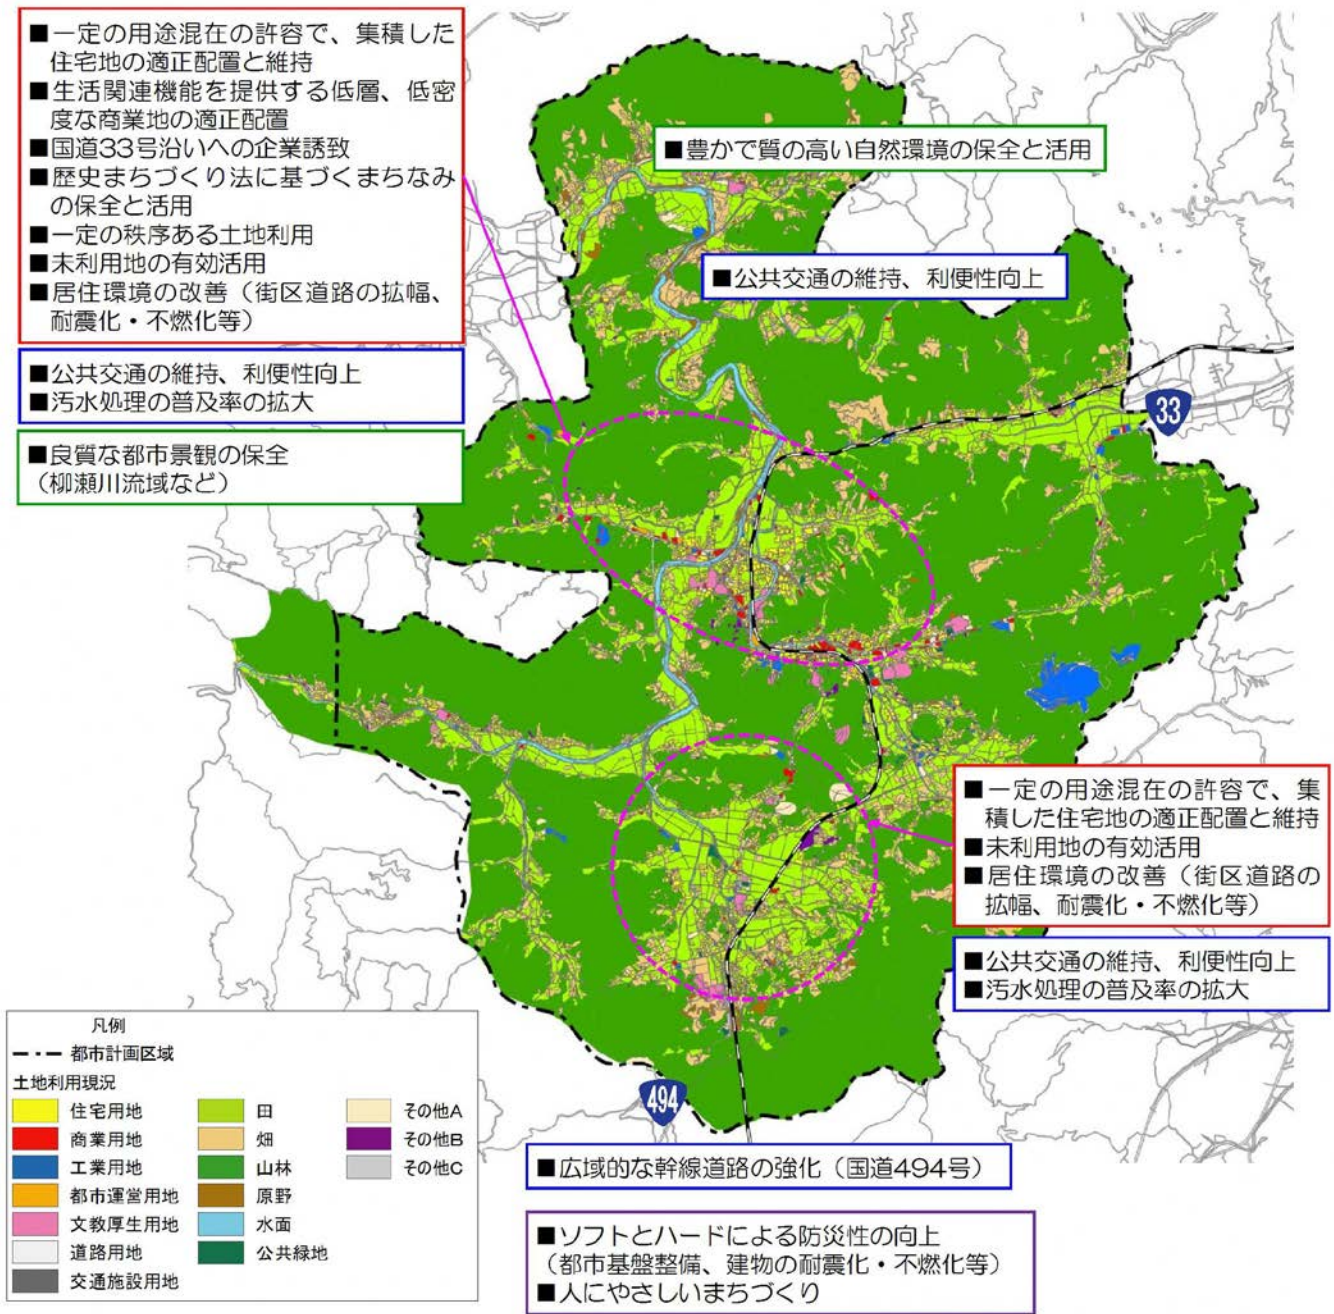 ■一定の用途混在の許容で、集積した
住宅地の適正配置と維持
■生活関連機能を提供する低層、低密
度な商業地の適正配置
■国道33号沿いへの企業誘致
■歴史まちづくり法に基づくまちなみ
の保全と活用
■一定の秩序ある土地利用
■未利用地の有効活用
■居住環境の改善（街区道路の拡幅、
耐震化・不燃化等）
■公共交通の維持、利便性向上
■汚水処理の普及率の拡大
■良質な都市景観の保全
（柳瀬川流域など）
■豊かで質の高い自然環境の保全と活用
■公共交通の維持、利便性向上
33
■一定の用途混在の許容で、集
積した住宅地の適正配置と維持
■未利用地の有効活用
■居住環境の改善（街区道路の
拡幅、耐震化・不燃化等）
■公共交通の維持、利便性向上
■汚水処理の普及率の拡大
494
■広域的な幹線道路の強化（国道494号）
■ソフトとハードによる防災性の向上
（都市基盤整備、建物の耐震化・不燃化等）
■人にやさしいまちづくり
凡例
都市計画区域
土地利用現況
住宅用地
商業用地
工業用地
都市運営用地
文教厚生用地
道路用地
交通施設用地
田
畑
山林
原野
水面
公共緑地
その他A
その他B
その他C